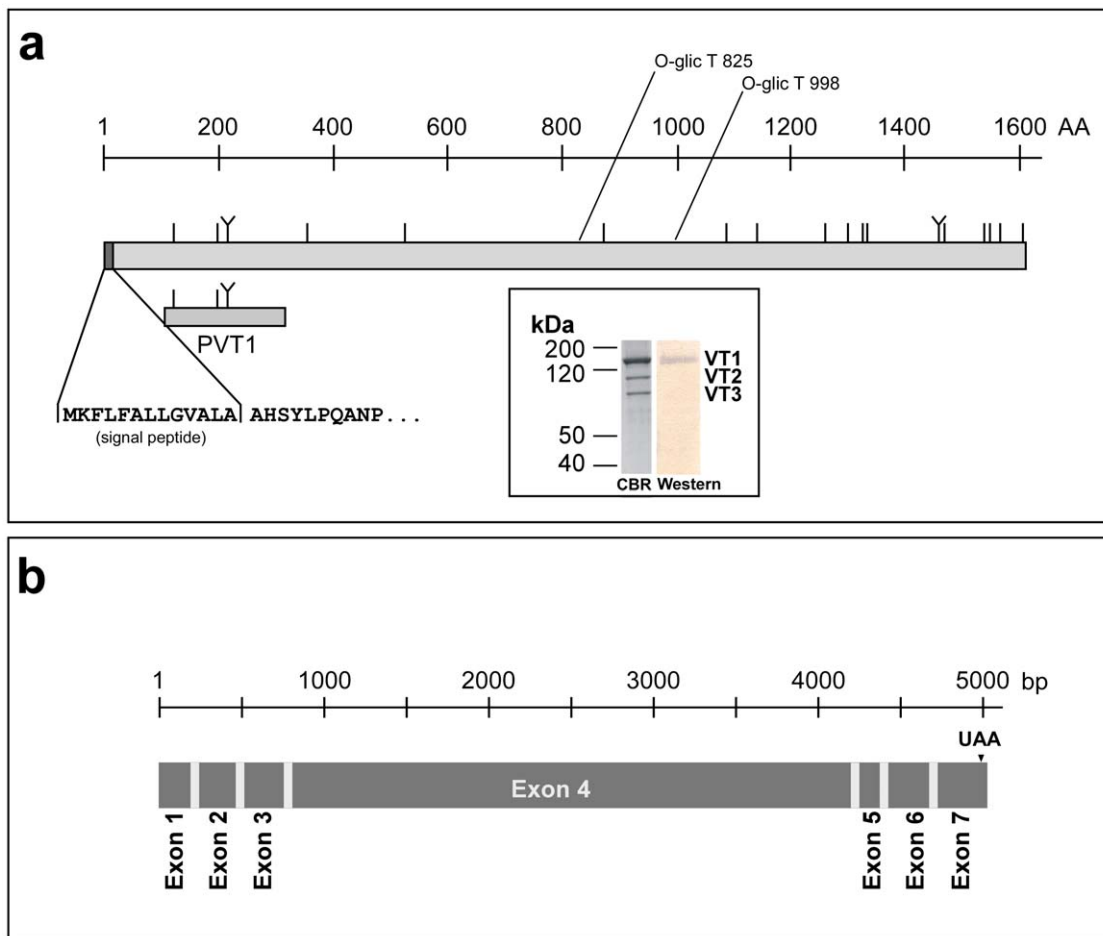 a
O-glic T 825
O-glic T 998
1 200 400 600 800 1000 1200 1400 1600 AA
PVT1
MKFLFALLGVALA AHSYLPQANP...
(signal peptide)
kDa
200
120
50
40
VT1
VT2
VT3
CBR Western
b
1 1000 2000 3000 4000 5000 bp
UAA
Exon 4
Exon 1
Exon 2
Exon 3
Exon 5
Exon 6
Exon 7